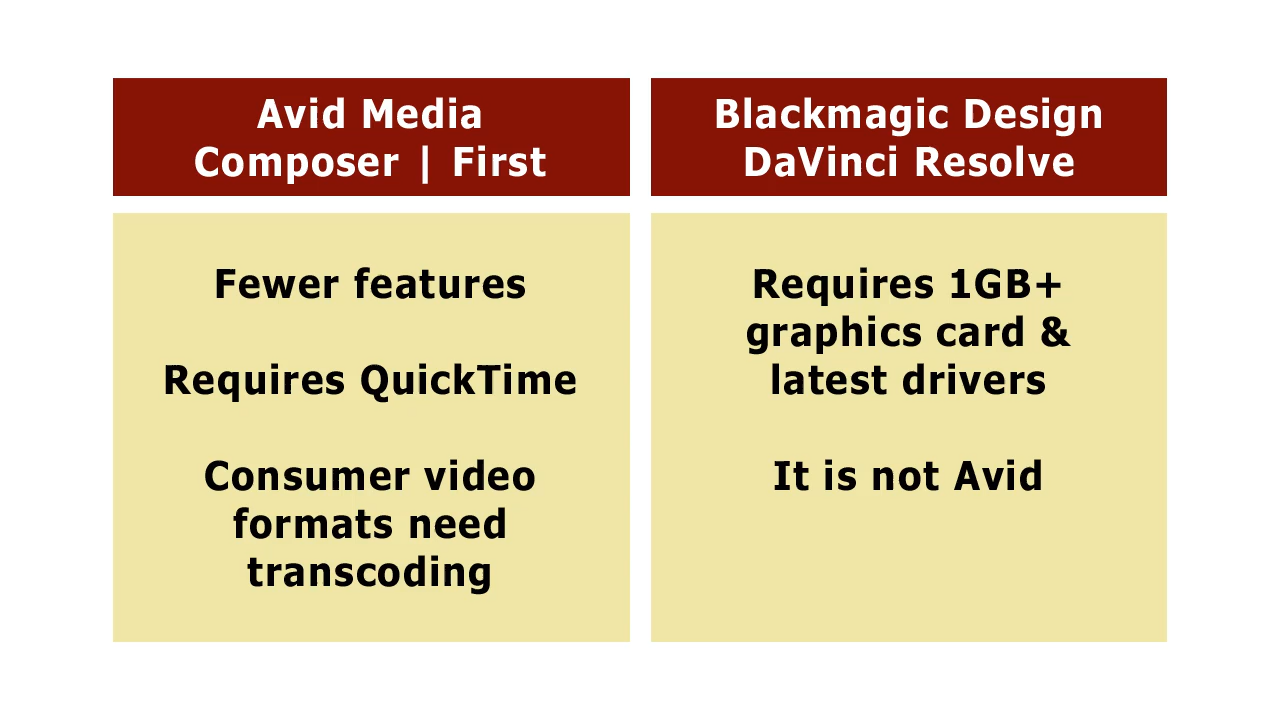 Avid Media
Composer | First
Fewer features
Requires QuickTime
Consumer video
formats need
transcoding
Blackmagic Design
DaVinci Resolve
Requires 1GB+
graphics card &
latest drivers
It is not Avid